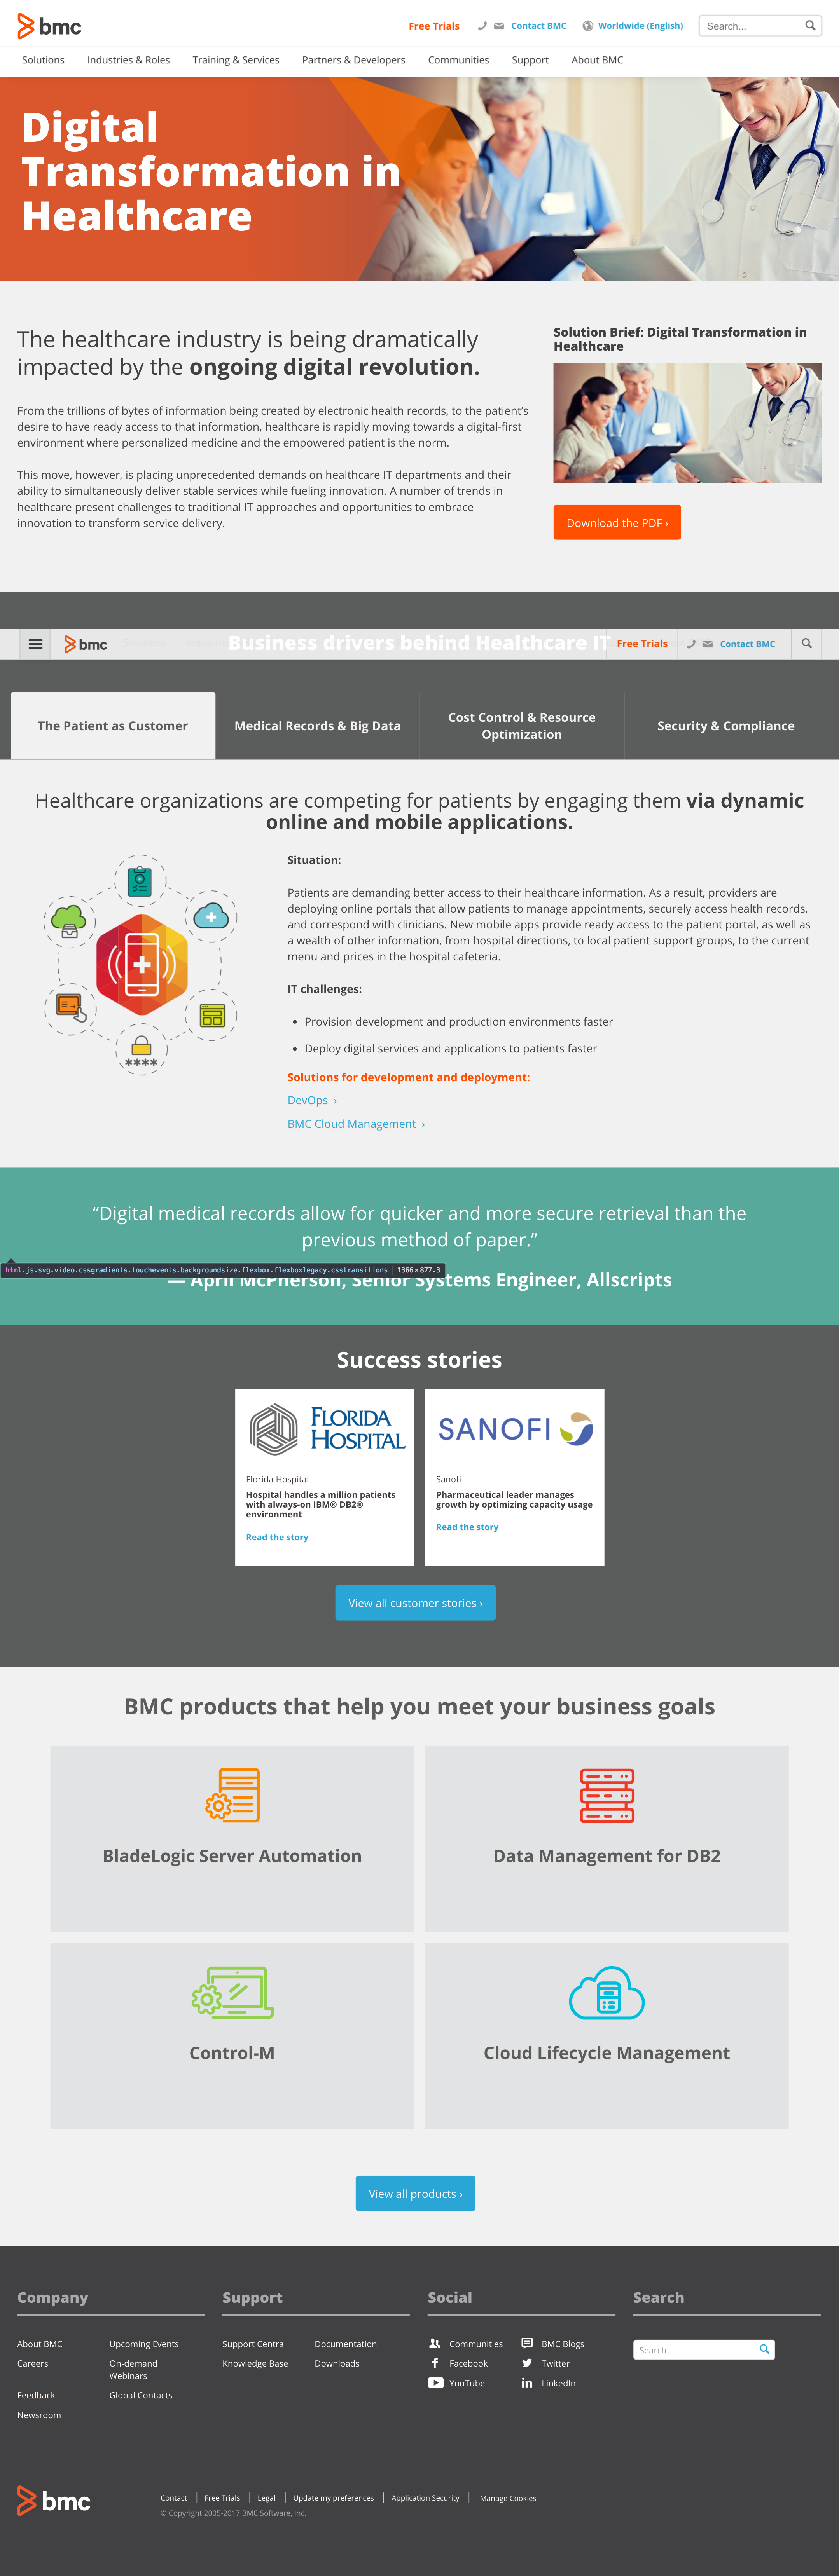 bmc
Free Trials
Contact BMC
Worldwide (English)
Search...
Solutions
Industries & Roles
Training & Services
Partners & Developers
Communities
Support
About BMC
Digital
Transformation in
Healthcare
The healthcare industry is being dramatically
impacted by the ongoing digital revolution.
From the trillions of bytes of information being created by electronic health records, to the patient's
desire to have ready access to that information, healthcare is rapidly moving towards a digital-first
environment where personalized medicine and the empowered patient is the norm.
This move, however, is placing unprecedented demands on healthcare IT departments and their
ability to simultaneously deliver stable services while fueling innovation. A number of trends in
healthcare present challenges to traditional IT approaches and opportunities to embrace
innovation to transform service delivery.
Solution Brief: Digital Transformation in
Healthcare
Download the PDF ›
bmc
Business drivers behind Healthcare IT
Free Trials
Contact BMC
The Patient as Customer
Medical Records & Big Data
Cost Control & Resource
Optimization
Security & Compliance
Healthcare organizations are competing for patients by engaging them via dynamic
online and mobile applications.
Situation:
Patients are demanding better access to their healthcare information. As a result, providers are
deploying online portals that allow patients to manage appointments, securely access health records,
and correspond with clinicians. New mobile apps provide ready access to the patient portal, as well as
a wealth of other information, from hospital directions, to local patient support groups, to the current
menu and prices in the hospital cafeteria.
IT challenges:
• Provision development and production environments faster
• Deploy digital services and applications to patients faster
Solutions for development and deployment:
DevOps ›
BMC Cloud Management ›
****
“Digital medical records allow for quicker and more secure retrieval than the
previous method of paper.”
html.js.svg.video.cssgradients.touchevents.backgroundsize.flexbox.flexboxlegacy.csstransitions | 1366×877.3
— April McPherson, Senior Systems Engineer, Allscripts
Success stories
FLORIDA
HOSPITAL
Florida Hospital
Hospital handles a million patients
with always-on IBM® DB2®
environment
Read the story
SANOFI
Sanofi
Pharmaceutical leader manages
growth by optimizing capacity usage
Read the story
View all customer stories ›
BMC products that help you meet your business goals
BladeLogic Server Automation
Data Management for DB2
Control-M
Cloud Lifecycle Management
View all products ›
Company
About BMC
Upcoming Events
Careers
On-demand
Webinars
Feedback
Global Contacts
Newsroom
Support
Support Central
Documentation
Knowledge Base
Downloads
Social
Communities
BMC Blogs
Facebook
Twitter
YouTube
LinkedIn
Search
Search
bmc
Contact | Free Trials | Legal | Update my preferences | Application Security | Manage Cookies
© Copyright 2005-2017 BMC Software, Inc.